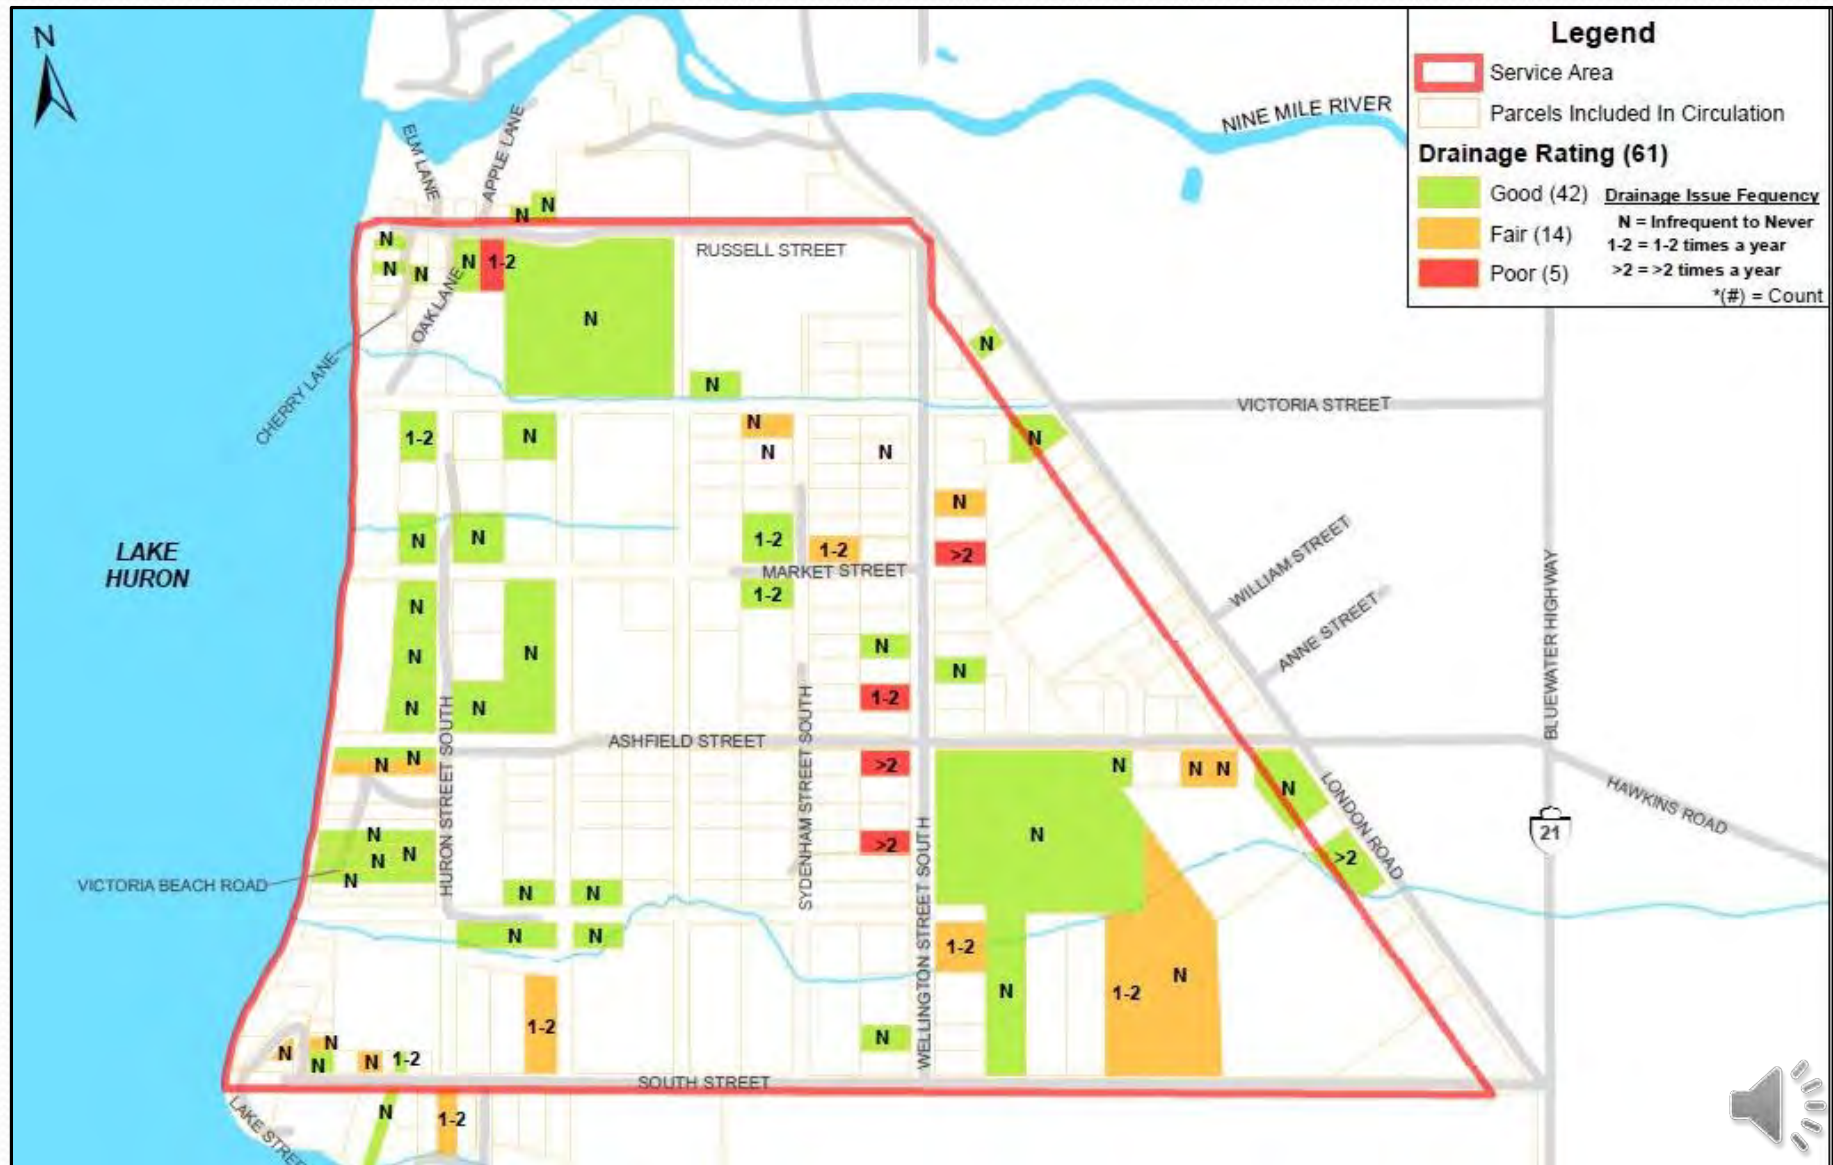 N
Legend
Service Area
Parcels Included In Circulation
Drainage Rating (61)
Good (42)
Fair (14)
Poor (5)
Drainage Issue Fequency
N = Infrequent to Never
1-2 = 1-2 times a year
>2 = >2 times a year
*(#) = Count
NINE MILE RIVER
ELM LANE
APPLE LANE
N
N
RUSSELL STREET
N
N
N
N
1-2
OAK LANE
N
N
CHERRY LANE
N
VICTORIA STREET
1-2
N
N
N
N
N
N
N
N
1-2
1-2
>2
LAKE
HURON
MARKET STREET
1-2
WILLIAM STREET
ANNE STREET
BLUEWATER HIGHWAY
N
N
N
N
N
1-2
N
N
HURON STREET SOUTH
SYDENHAM STREET SOUTH
ASHFIELD STREET
N
N
>2
N
N
N
N
LONDON ROAD
HAWKINS ROAD
21
N
N
N
N
N
>2
>2
VICTORIA BEACH ROAD
WELLINGTON STREET SOUTH
N
N
N
N
1-2
N
1-2
N
1-2
N
N
N
N
N
1-2
SOUTH STREET
LAKE STREE
N
1-2